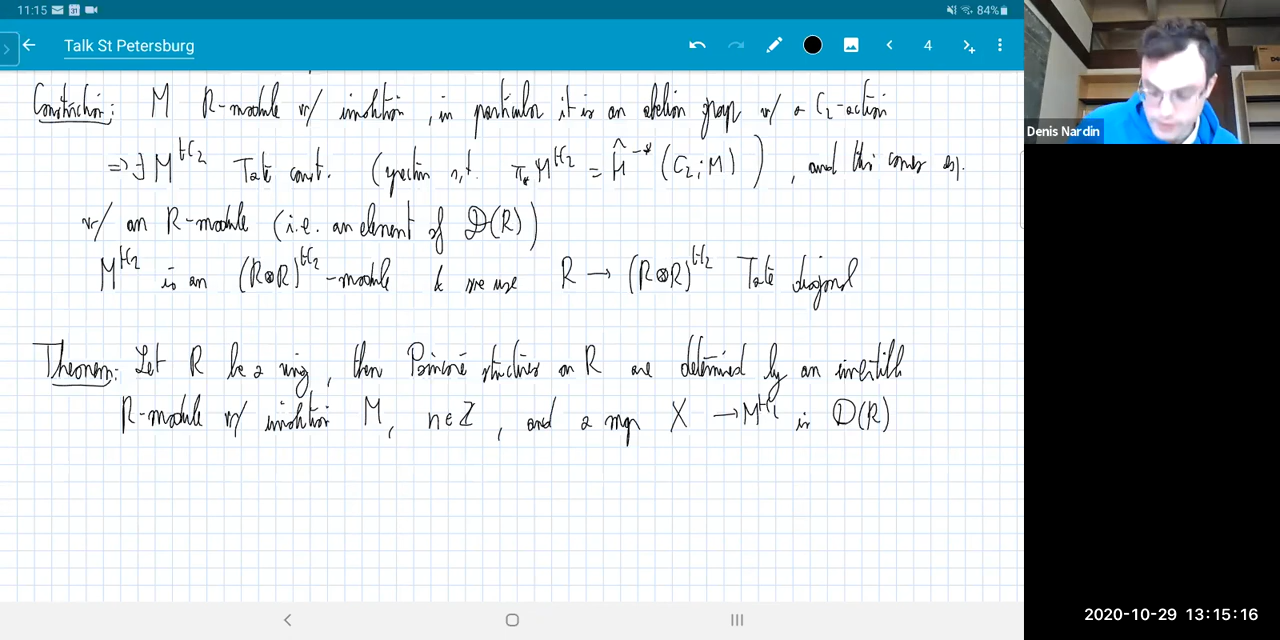 11:15 84%
Talk St Petersburg
4
Construction: M R-module w/ involution, in particular it is an abelian group w/ a C₂-action
=> ∃ M^{tC₂} Tate const. (spectrum s.t. π_* M^{tC₂} = Ĥ^{-*}(C₂; M)), and this comes eq.
w/ an R-module (i.e. an element of D(R))
M^{tC₂} is an (R⊗R)^{tC₂}-module & we use R → (R⊗R)^{tC₂} Tate diagonal
Theorem: Let R be a ring, then Poincaré structures on R are determined by an invertible
R-module w/ involution M, n∈Z, and a map X → M^{tC₂} in D(R)
Denis Nardin
2020-10-29 13:15:16